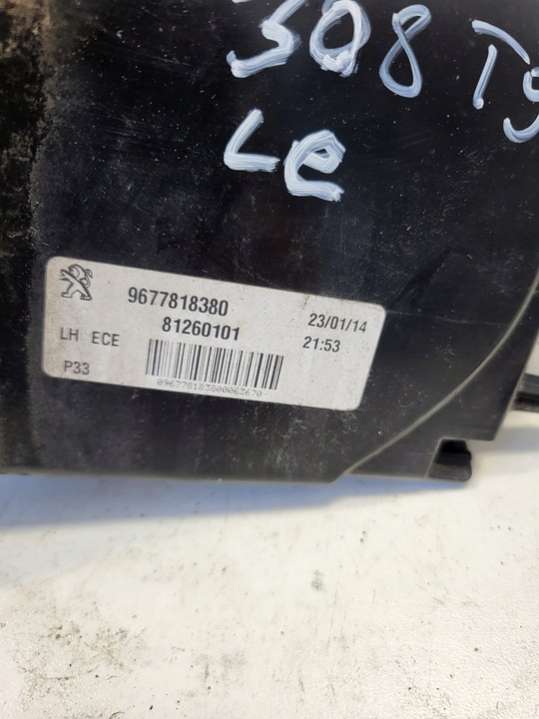 308 T9
Le
9677818380
23/01/14
81260101
21:53
LH ECE
P33